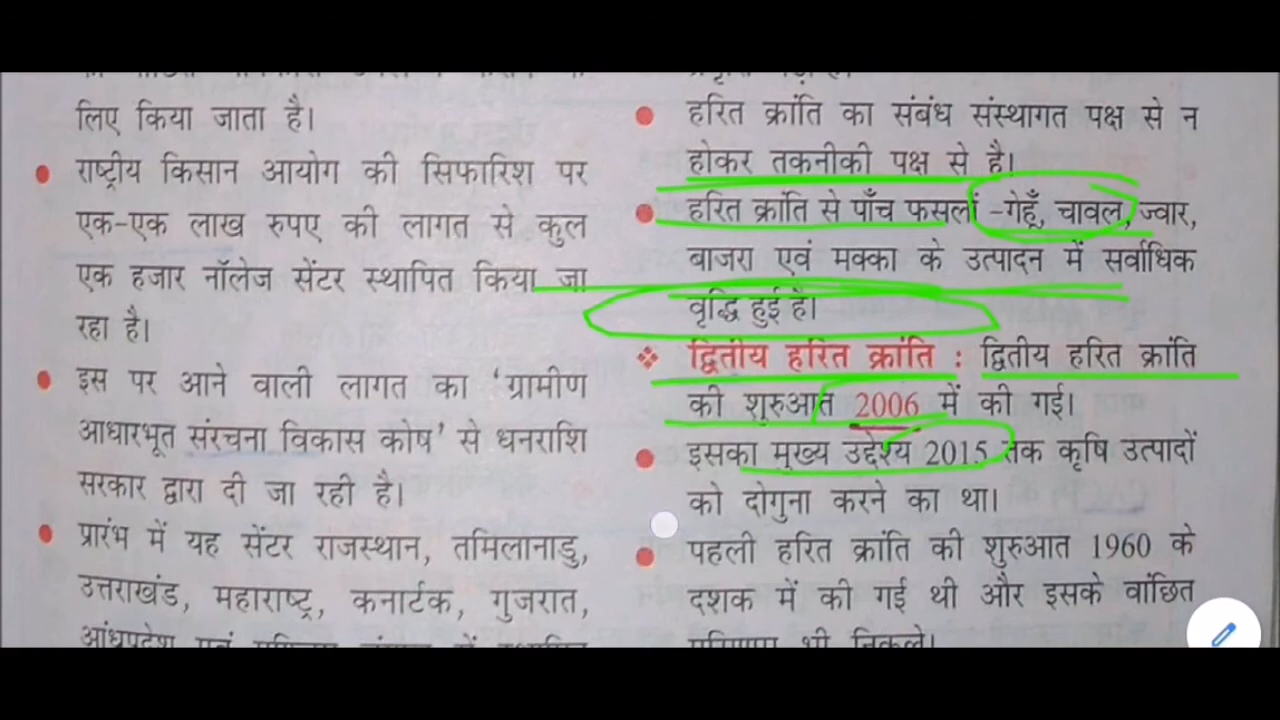 लिए किया जाता है।
राष्ट्रीय किसान आयोग की सिफारिश पर
एक-एक लाख रुपए की लागत से कुल
एक हजार नॉलेज सेंटर स्थापित किया जा
रहा है।
इस पर आने वाली लागत का ‘ग्रामीण
आधारभूत संरचना विकास कोष’ से धनराशि
सरकार द्वारा दी जा रही है।
प्रारंभ में यह सेंटर राजस्थान, तमिलानाडु,
उत्तराखंड, महाराष्ट्र, कनार्टक, गुजरात,
हरित क्रांति का संबंध संस्थागत पक्ष से न
होकर तकनीकी पक्ष से है।
हरित क्रांति से पाँच फसलों -गेहूँ, चावल, ज्वार,
बाजरा एवं मक्का के उत्पादन में सर्वाधिक
वृद्धि हुई है।
द्वितीय हरित क्रांति : द्वितीय हरित क्रांति
की शुरुआत 2006 में की गई।
इसका मुख्य उद्देश्य 2015 तक कृषि उत्पादों
को दोगुना करने का था।
पहली हरित क्रांति की शुरुआत 1960 के
दशक में की गई थी और इसके वांछित